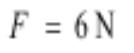 F = 6 N